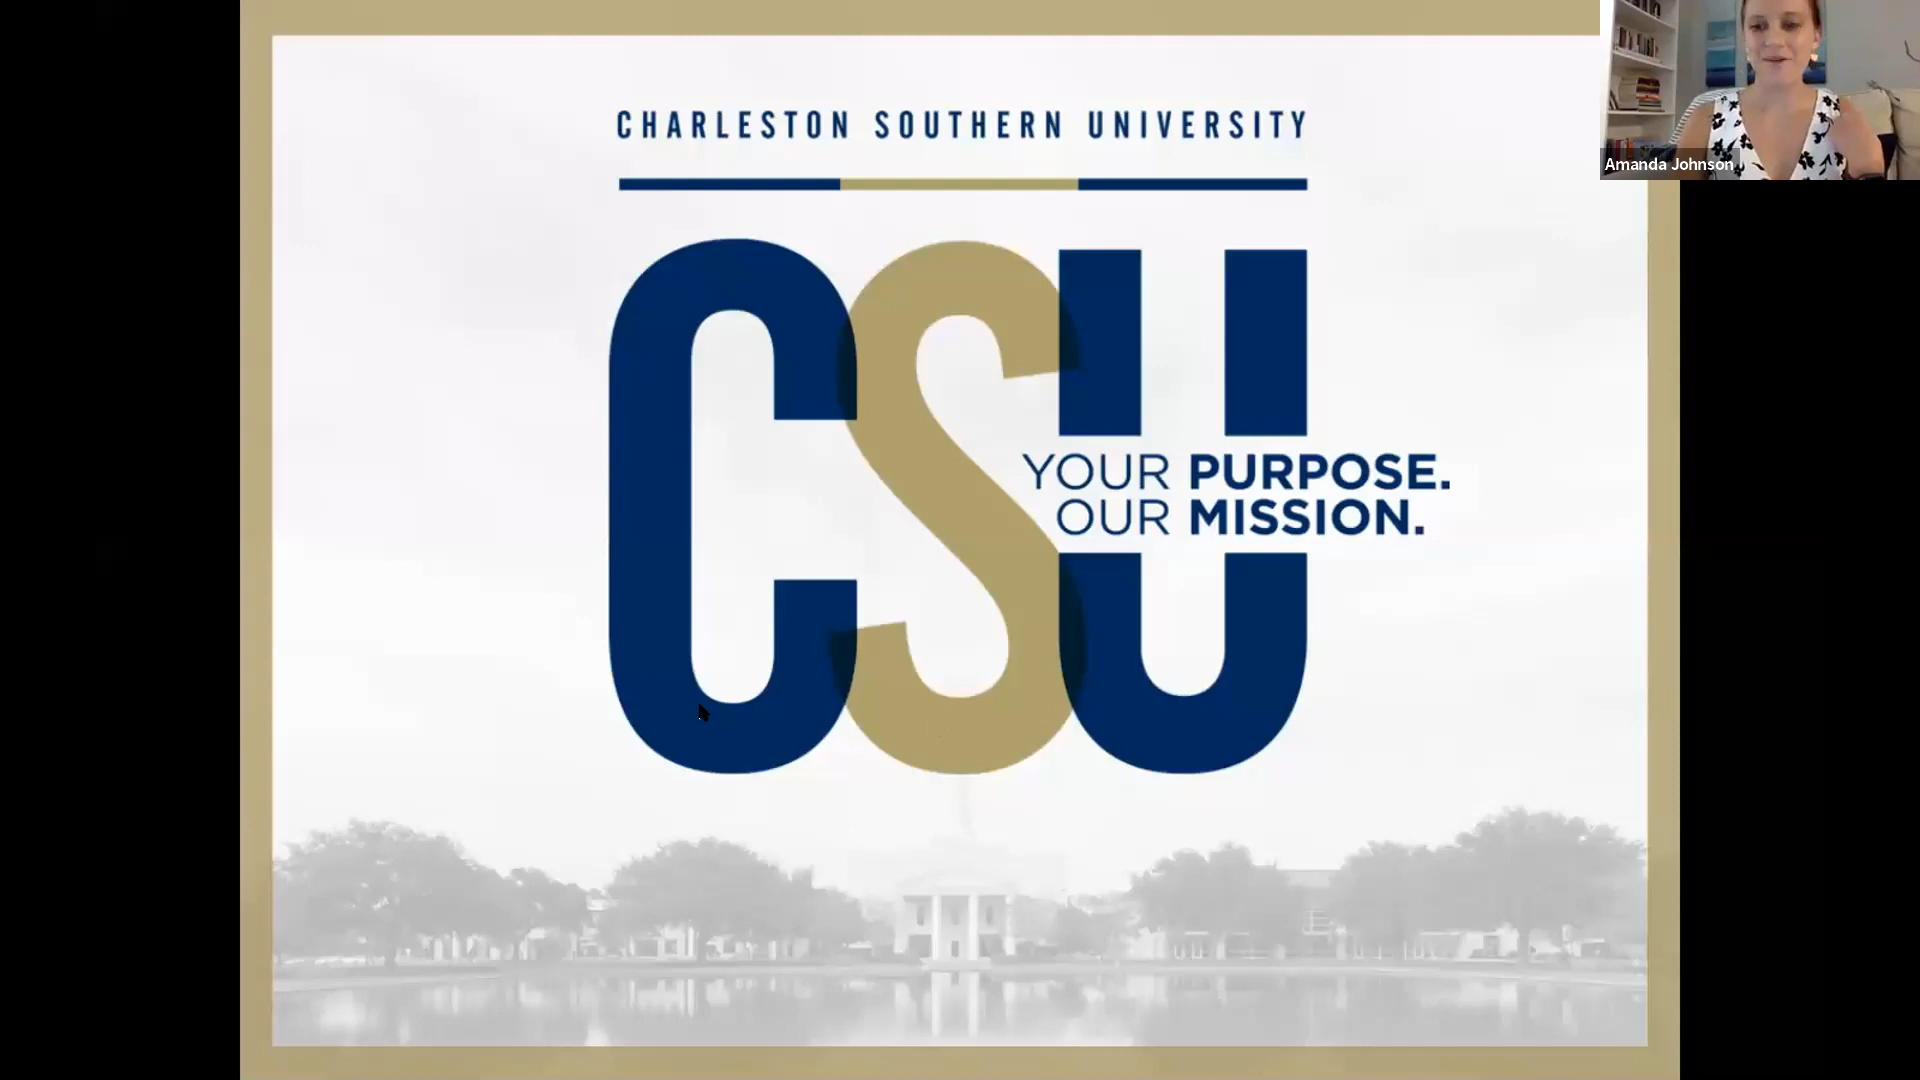 CHARLESTON SOUTHERN UNIVERSITY
CSU
YOUR PURPOSE.
OUR MISSION.
Amanda Johnson